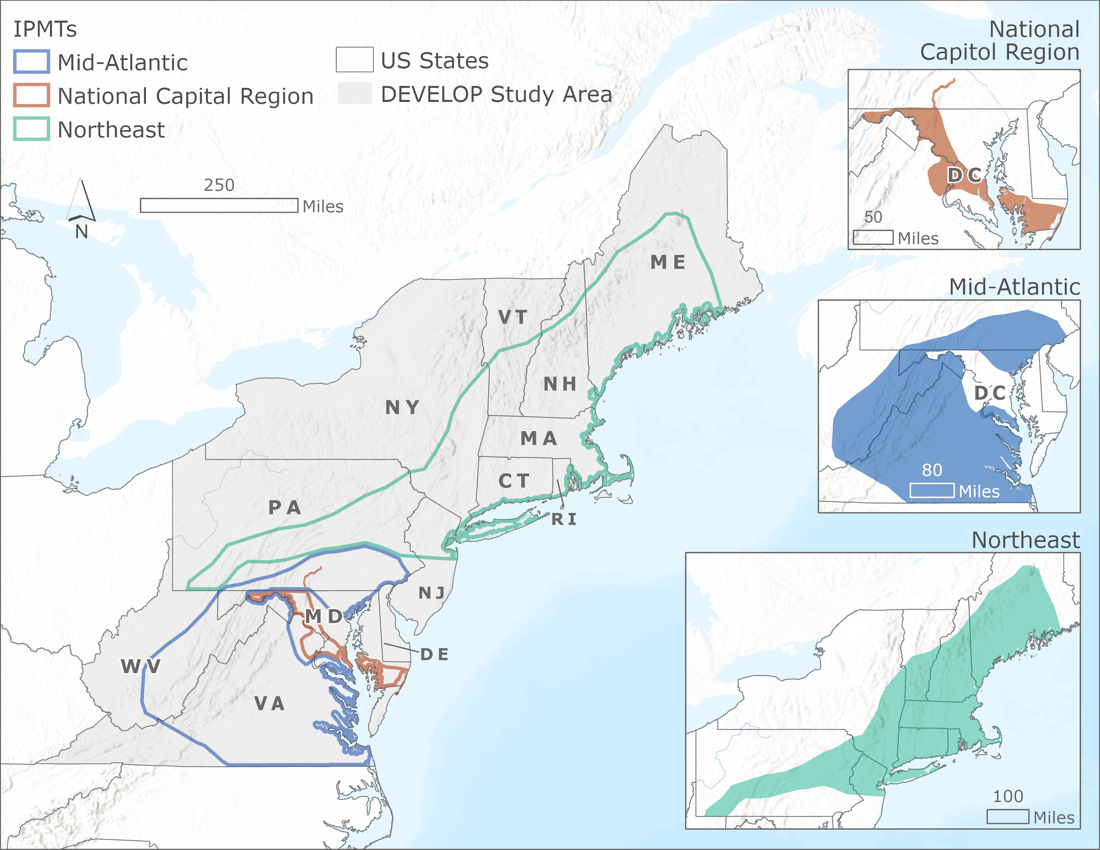 IPMTs
Mid-Atlantic
National Capital Region
Northeast
US States
DEVELOP Study Area
250
Miles
N
ME
VT
NH
NY
MA
CT
RI
PA
NJ
MD
DE
WV
VA
National
Capitol Region
DC
50
Miles
Mid-Atlantic
DC
80
Miles
Northeast
100
Miles